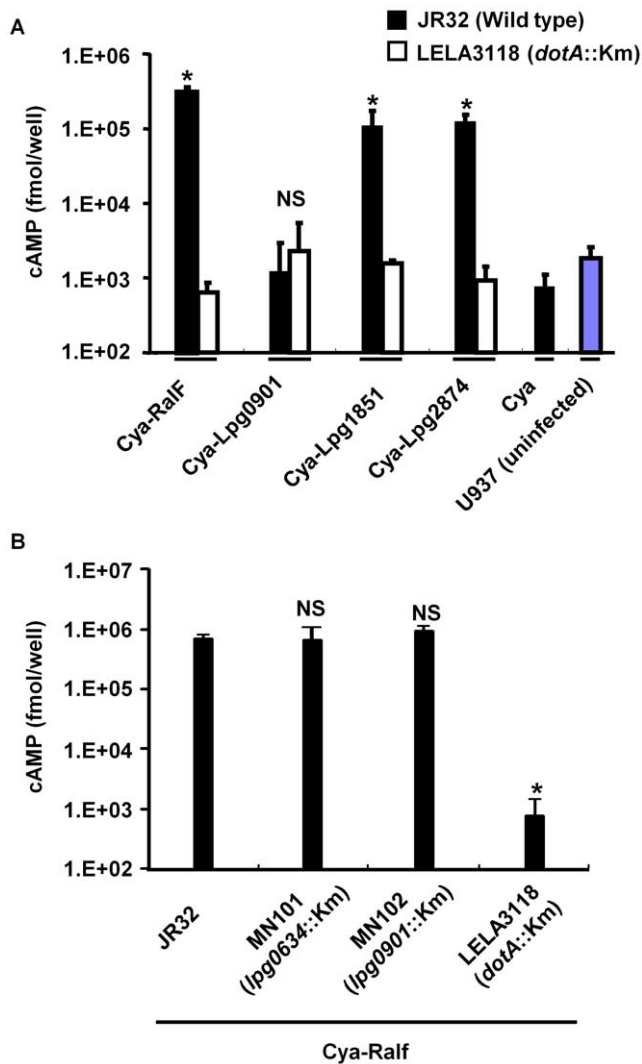 A
JR32 (Wild type)
LELA3118 (dotA::Km)
cAMP (fmol/well)
1.E+06
1.E+05
1.E+04
1.E+03
1.E+02
*
NS
*
*
Cya-RalF
Cya-Lpg0901
Cya-Lpg1851
Cya-Lpg2874
Cya
U937 (uninfected)
B
cAMP (fmol/well)
1.E+07
1.E+06
1.E+05
1.E+04
1.E+03
1.E+02
NS
NS
*
JR32
MN101
(lpg0634::Km)
MN102
(lpg0901::Km)
LELA3118
(dotA::Km)
Cya-Ralf